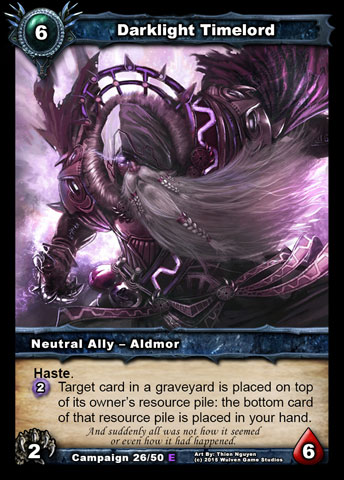 6
Darklight Timelord
Neutral Ally – Aldmor
Haste.
2 Target card in a graveyard is placed on top
of its owner's resource pile: the bottom card
of that resource pile is placed in your hand.
And suddenly all was not how it seemed
or even how it had happened.
2
Campaign 26/50 E
Art By: Thien Nguyen
(c) 2015 Wulven Game Studios
6